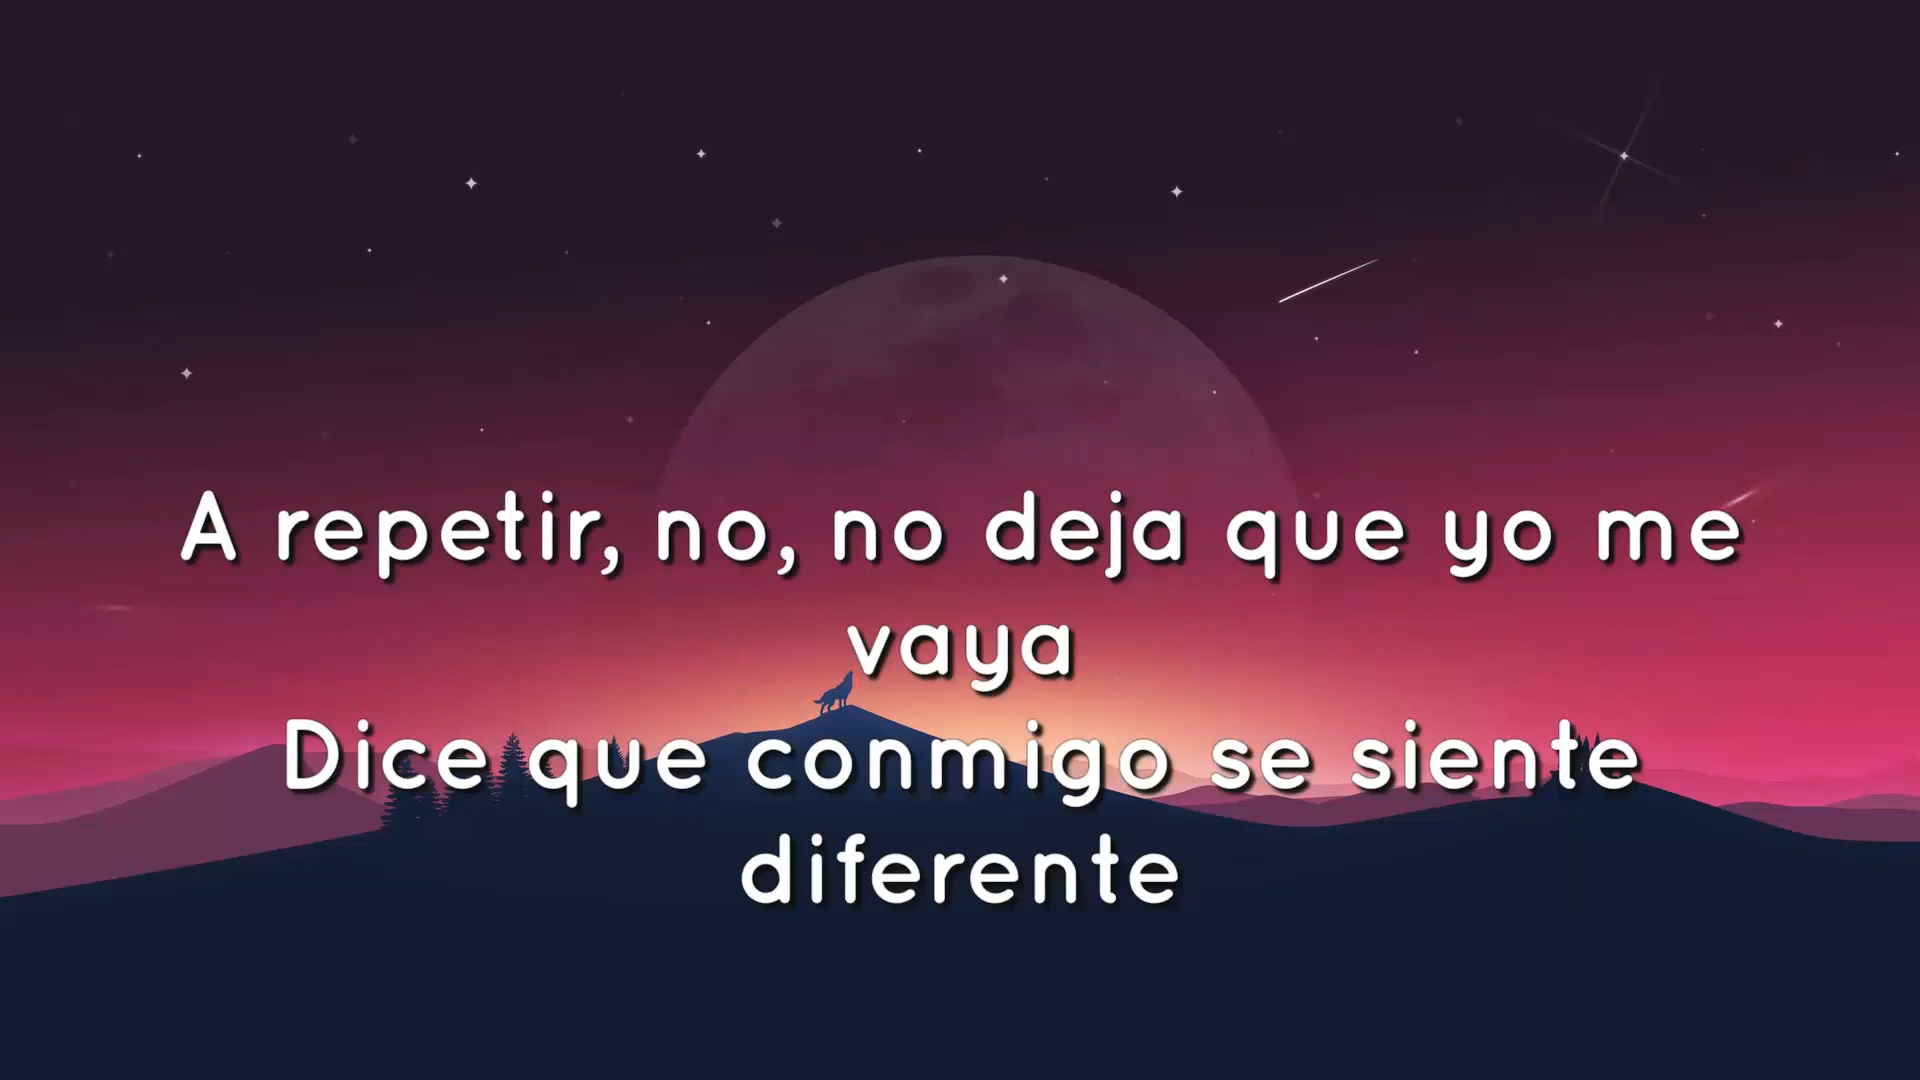 A repetir, no, no deja que yo me
vaya
Dice que conmigo se siente
diferente